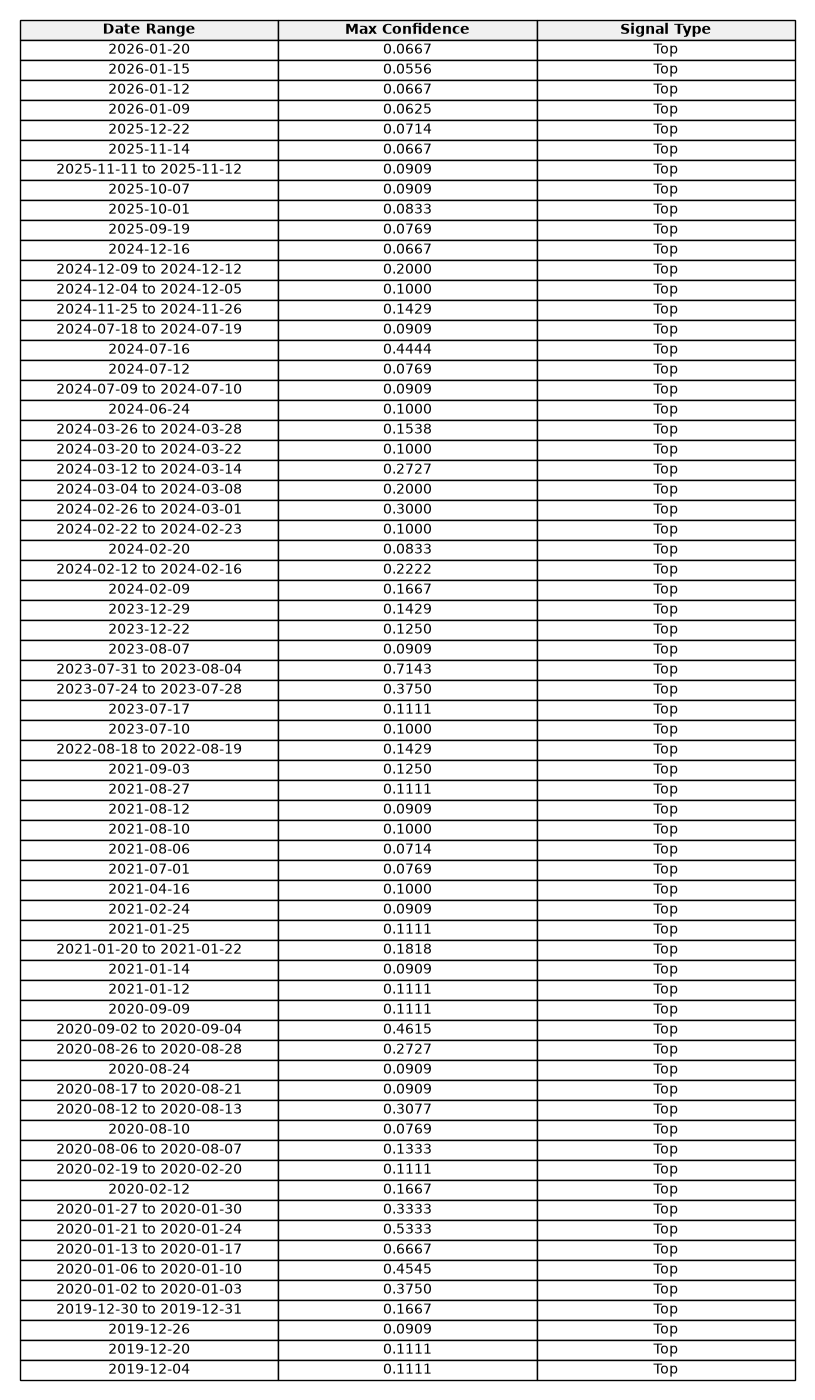 Date Range Max Confidence Signal Type
2026-01-20 0.0667 Top
2026-01-15 0.0556 Top
2026-01-12 0.0667 Top
2026-01-09 0.0625 Top
2025-12-22 0.0714 Top
2025-11-14 0.0667 Top
2025-11-11 to 2025-11-12 0.0909 Top
2025-10-07 0.0909 Top
2025-10-01 0.0833 Top
2025-09-19 0.0769 Top
2024-12-16 0.0667 Top
2024-12-09 to 2024-12-12 0.2000 Top
2024-12-04 to 2024-12-05 0.1000 Top
2024-11-25 to 2024-11-26 0.1429 Top
2024-07-18 to 2024-07-19 0.0909 Top
2024-07-16 0.4444 Top
2024-07-12 0.0769 Top
2024-07-09 to 2024-07-10 0.0909 Top
2024-06-24 0.1000 Top
2024-03-26 to 2024-03-28 0.1538 Top
2024-03-20 to 2024-03-22 0.1000 Top
2024-03-12 to 2024-03-14 0.2727 Top
2024-03-04 to 2024-03-08 0.2000 Top
2024-02-26 to 2024-03-01 0.3000 Top
2024-02-22 to 2024-02-23 0.1000 Top
2024-02-20 0.0833 Top
2024-02-12 to 2024-02-16 0.2222 Top
2024-02-09 0.1667 Top
2023-12-29 0.1429 Top
2023-12-22 0.1250 Top
2023-08-07 0.0909 Top
2023-07-31 to 2023-08-04 0.7143 Top
2023-07-24 to 2023-07-28 0.3750 Top
2023-07-17 0.1111 Top
2023-07-10 0.1000 Top
2022-08-18 to 2022-08-19 0.1429 Top
2021-09-03 0.1250 Top
2021-08-27 0.1111 Top
2021-08-12 0.0909 Top
2021-08-10 0.1000 Top
2021-08-06 0.0714 Top
2021-07-01 0.0769 Top
2021-04-16 0.1000 Top
2021-02-24 0.0909 Top
2021-01-25 0.1111 Top
2021-01-20 to 2021-01-22 0.1818 Top
2021-01-14 0.0909 Top
2021-01-12 0.1111 Top
2020-09-09 0.1111 Top
2020-09-02 to 2020-09-04 0.4615 Top
2020-08-26 to 2020-08-28 0.2727 Top
2020-08-24 0.0909 Top
2020-08-17 to 2020-08-21 0.0909 Top
2020-08-12 to 2020-08-13 0.3077 Top
2020-08-10 0.0769 Top
2020-08-06 to 2020-08-07 0.1333 Top
2020-02-19 to 2020-02-20 0.1111 Top
2020-02-12 0.1667 Top
2020-01-27 to 2020-01-30 0.3333 Top
2020-01-21 to 2020-01-24 0.5333 Top
2020-01-13 to 2020-01-17 0.6667 Top
2020-01-06 to 2020-01-10 0.4545 Top
2020-01-02 to 2020-01-03 0.3750 Top
2019-12-30 to 2019-12-31 0.1667 Top
2019-12-26 0.0909 Top
2019-12-20 0.1111 Top
2019-12-04 0.1111 Top